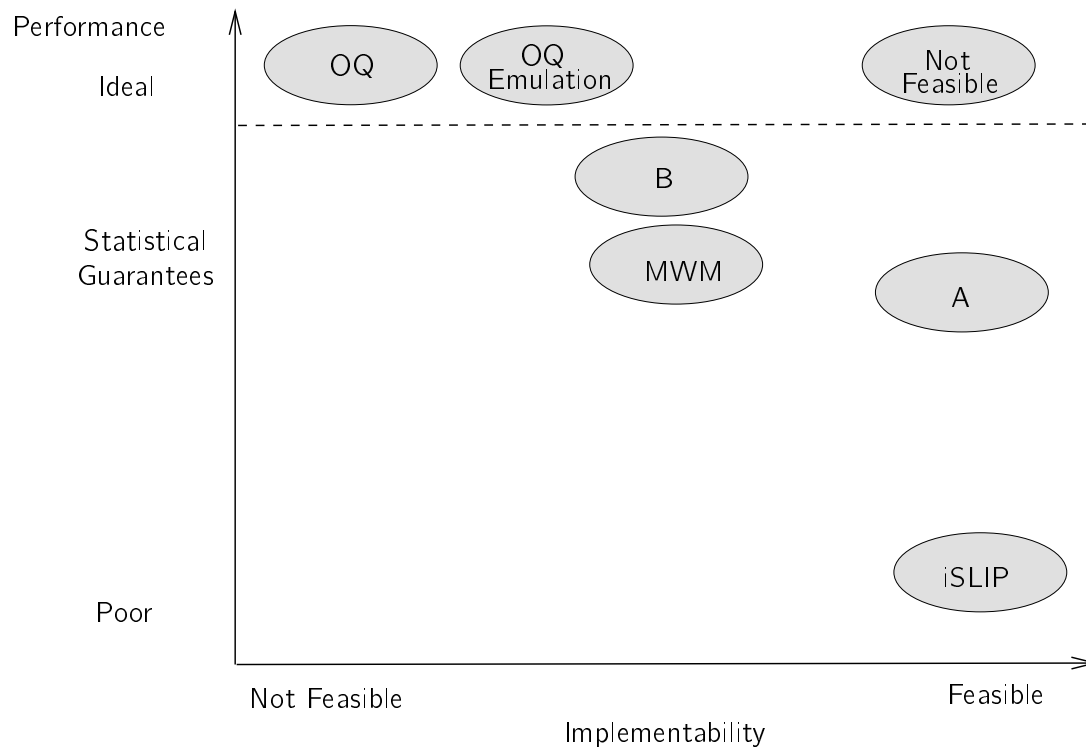 Performance
Ideal
OQ
OQ
Emulation
Not
Feasible
B
Statistical
Guarantees
MWM
A
iSLIP
Poor
Not Feasible
Feasible
Implementability